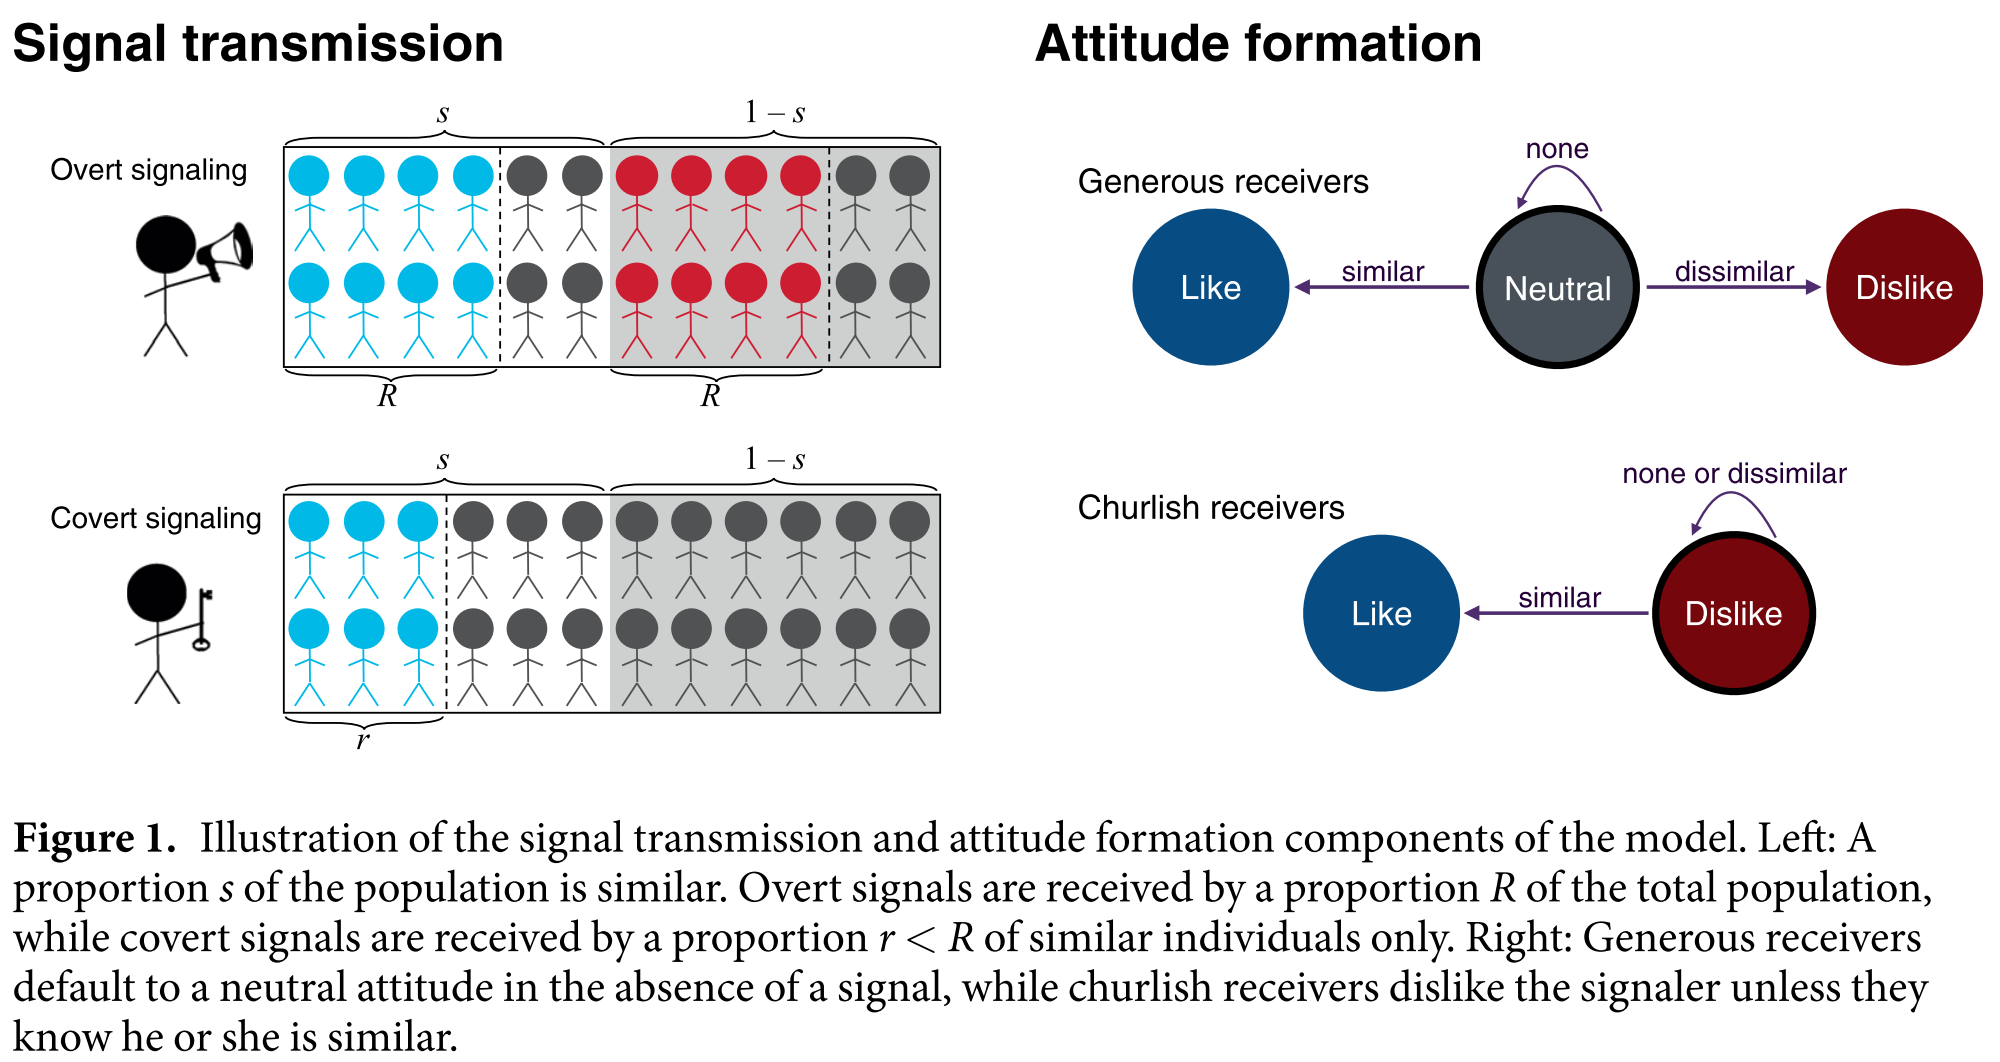 Signal transmission
s
1 – s
Overt signaling
R
R
s
1 – s
Covert signaling
r
Attitude formation
none
Generous receivers
Like
similar
Neutral
dissimilar
Dislike
none or dissimilar
Churlish receivers
Like
similar
Dislike
Figure 1. Illustration of the signal transmission and attitude formation components of the model. Left: A
proportion s of the population is similar. Overt signals are received by a proportion R of the total population,
while covert signals are received by a proportion r < R of similar individuals only. Right: Generous receivers
default to a neutral attitude in the absence of a signal, while churlish receivers dislike the signaler unless they
know he or she is similar.